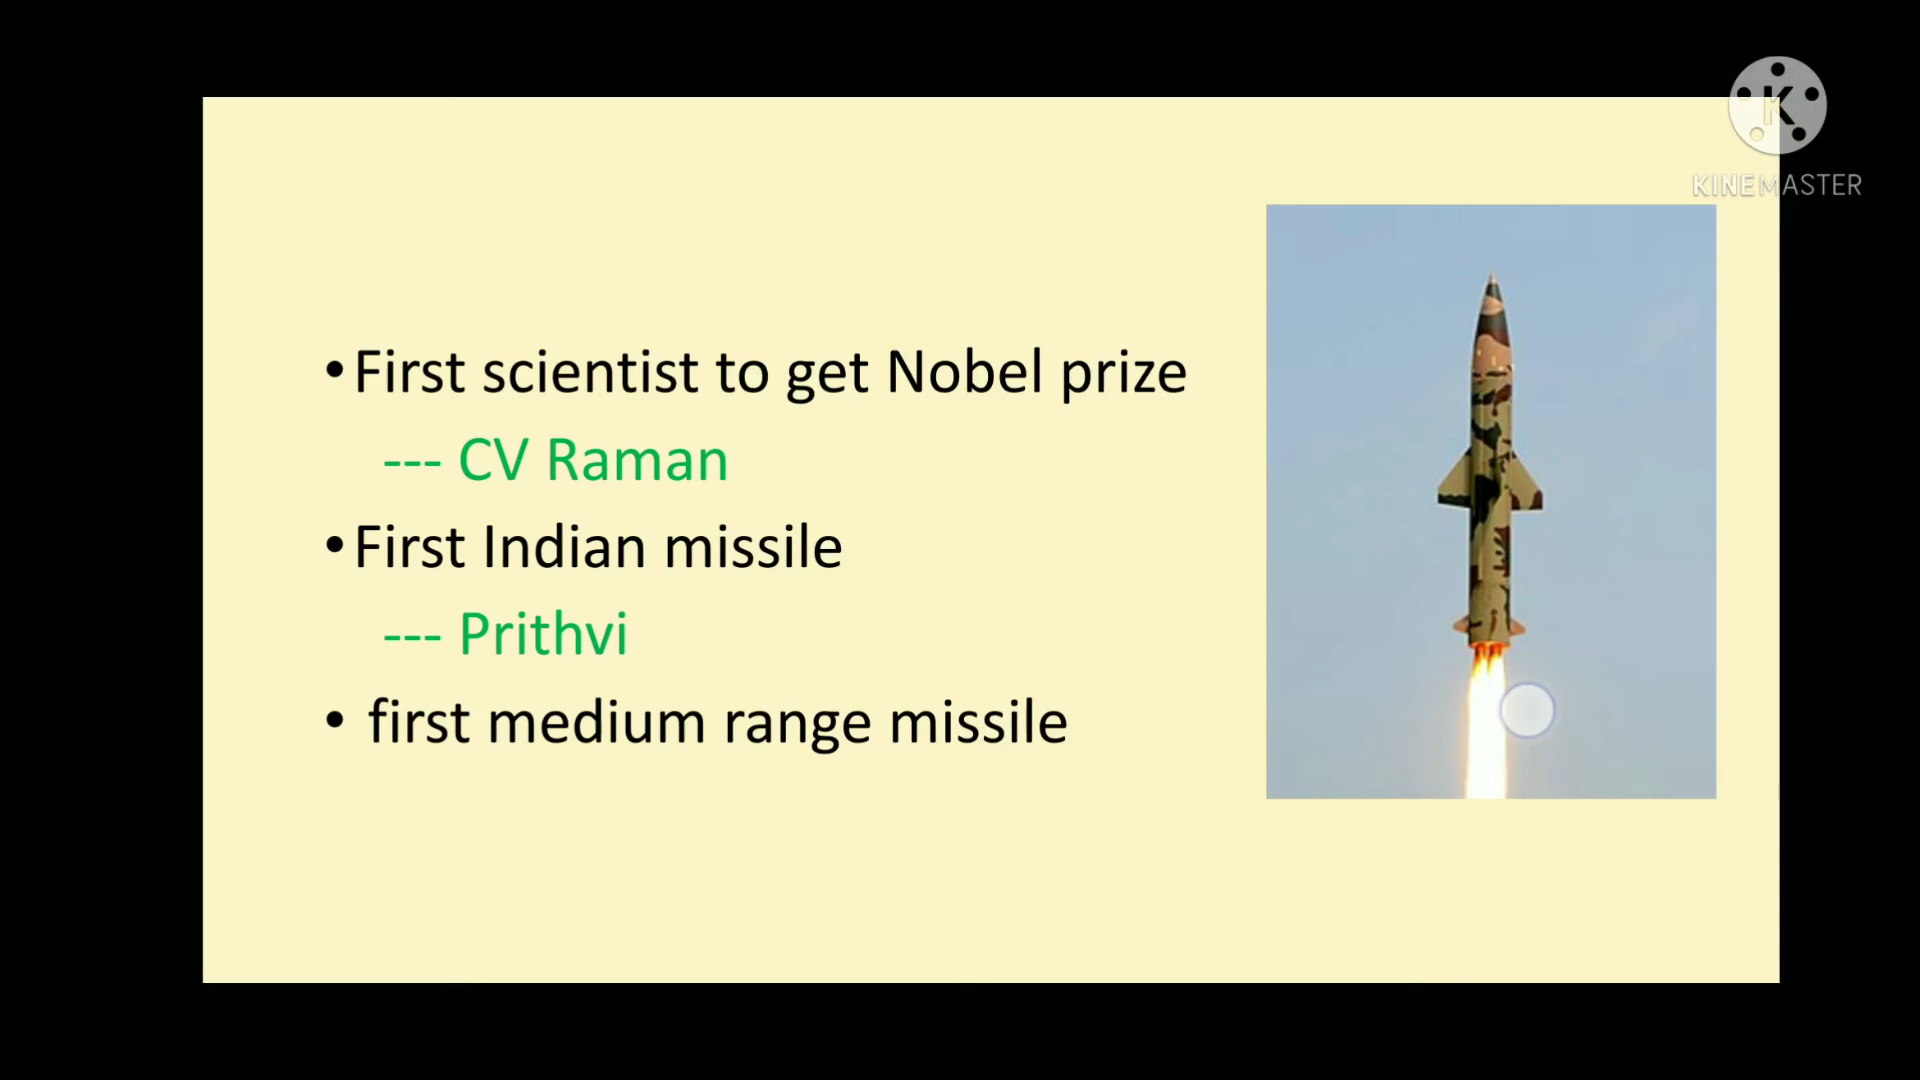 K
KINEMASTER
•First scientist to get Nobel prize
--- CV Raman
•First Indian missile
--- Prithvi
• first medium range missile